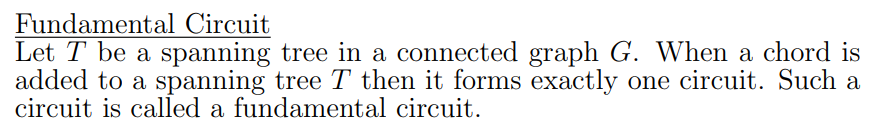 Fundamental Circuit
Let T be a spanning tree in a connected graph G. When a chord is
added to a spanning tree T then it forms exactly one circuit. Such a
circuit is called a fundamental circuit.